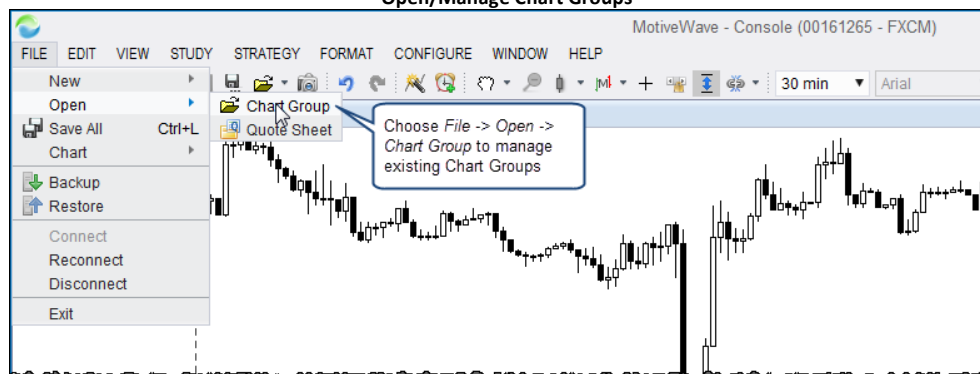 Open/Manage Chart Groups
MotiveWave - Console (00161265 - FXCM)
FILE EDIT VIEW STUDY STRATEGY FORMAT CONFIGURE WINDOW HELP
New
30 min
Arial
Open
Chart Group
Save All Ctrl+L
Quote Sheet
Chart
Choose File -> Open ->
Chart Group to manage
existing Chart Groups
Backup
Restore
Connect
Reconnect
Disconnect
Exit